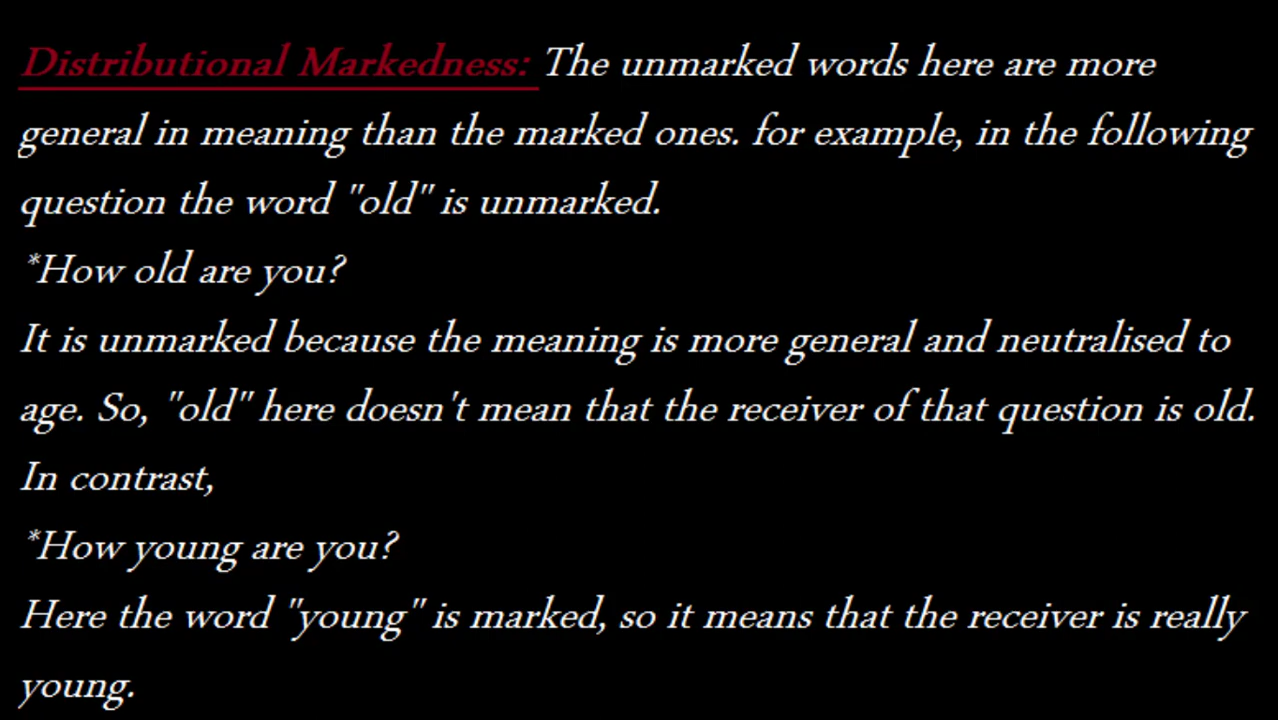 Distributional Markedness: The unmarked words here are more
general in meaning than the marked ones. for example, in the following
question the word "old" is unmarked.
*How old are you?
It is unmarked because the meaning is more general and neutralised to
age. So, "old" here doesn't mean that the receiver of that question is old.
In contrast,
*How young are you?
Here the word "young" is marked, so it means that the receiver is really
young.